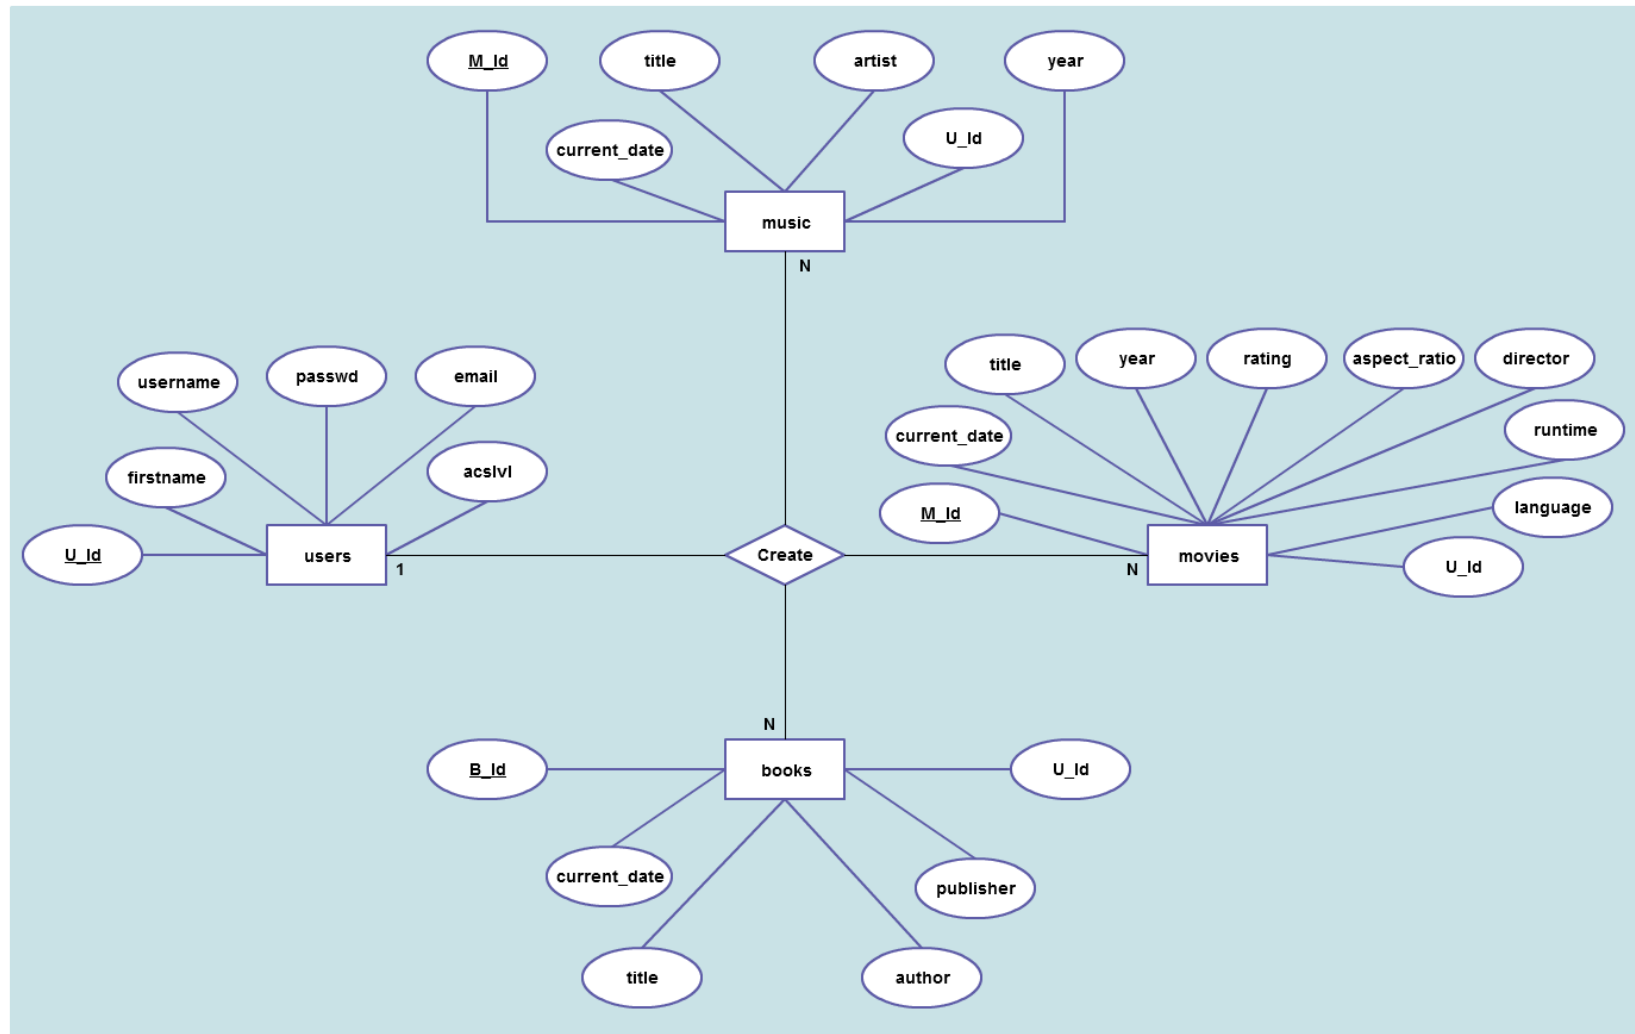 M_Id
title
artist
year
current_date
U_Id
music
N
username
passwd
email
firstname
acslvl
U_Id
users
1
Create
title
year
rating
aspect_ratio
director
current_date
runtime
M_Id
language
movies
U_Id
N
N
B_Id
books
U_Id
current_date
publisher
title
author